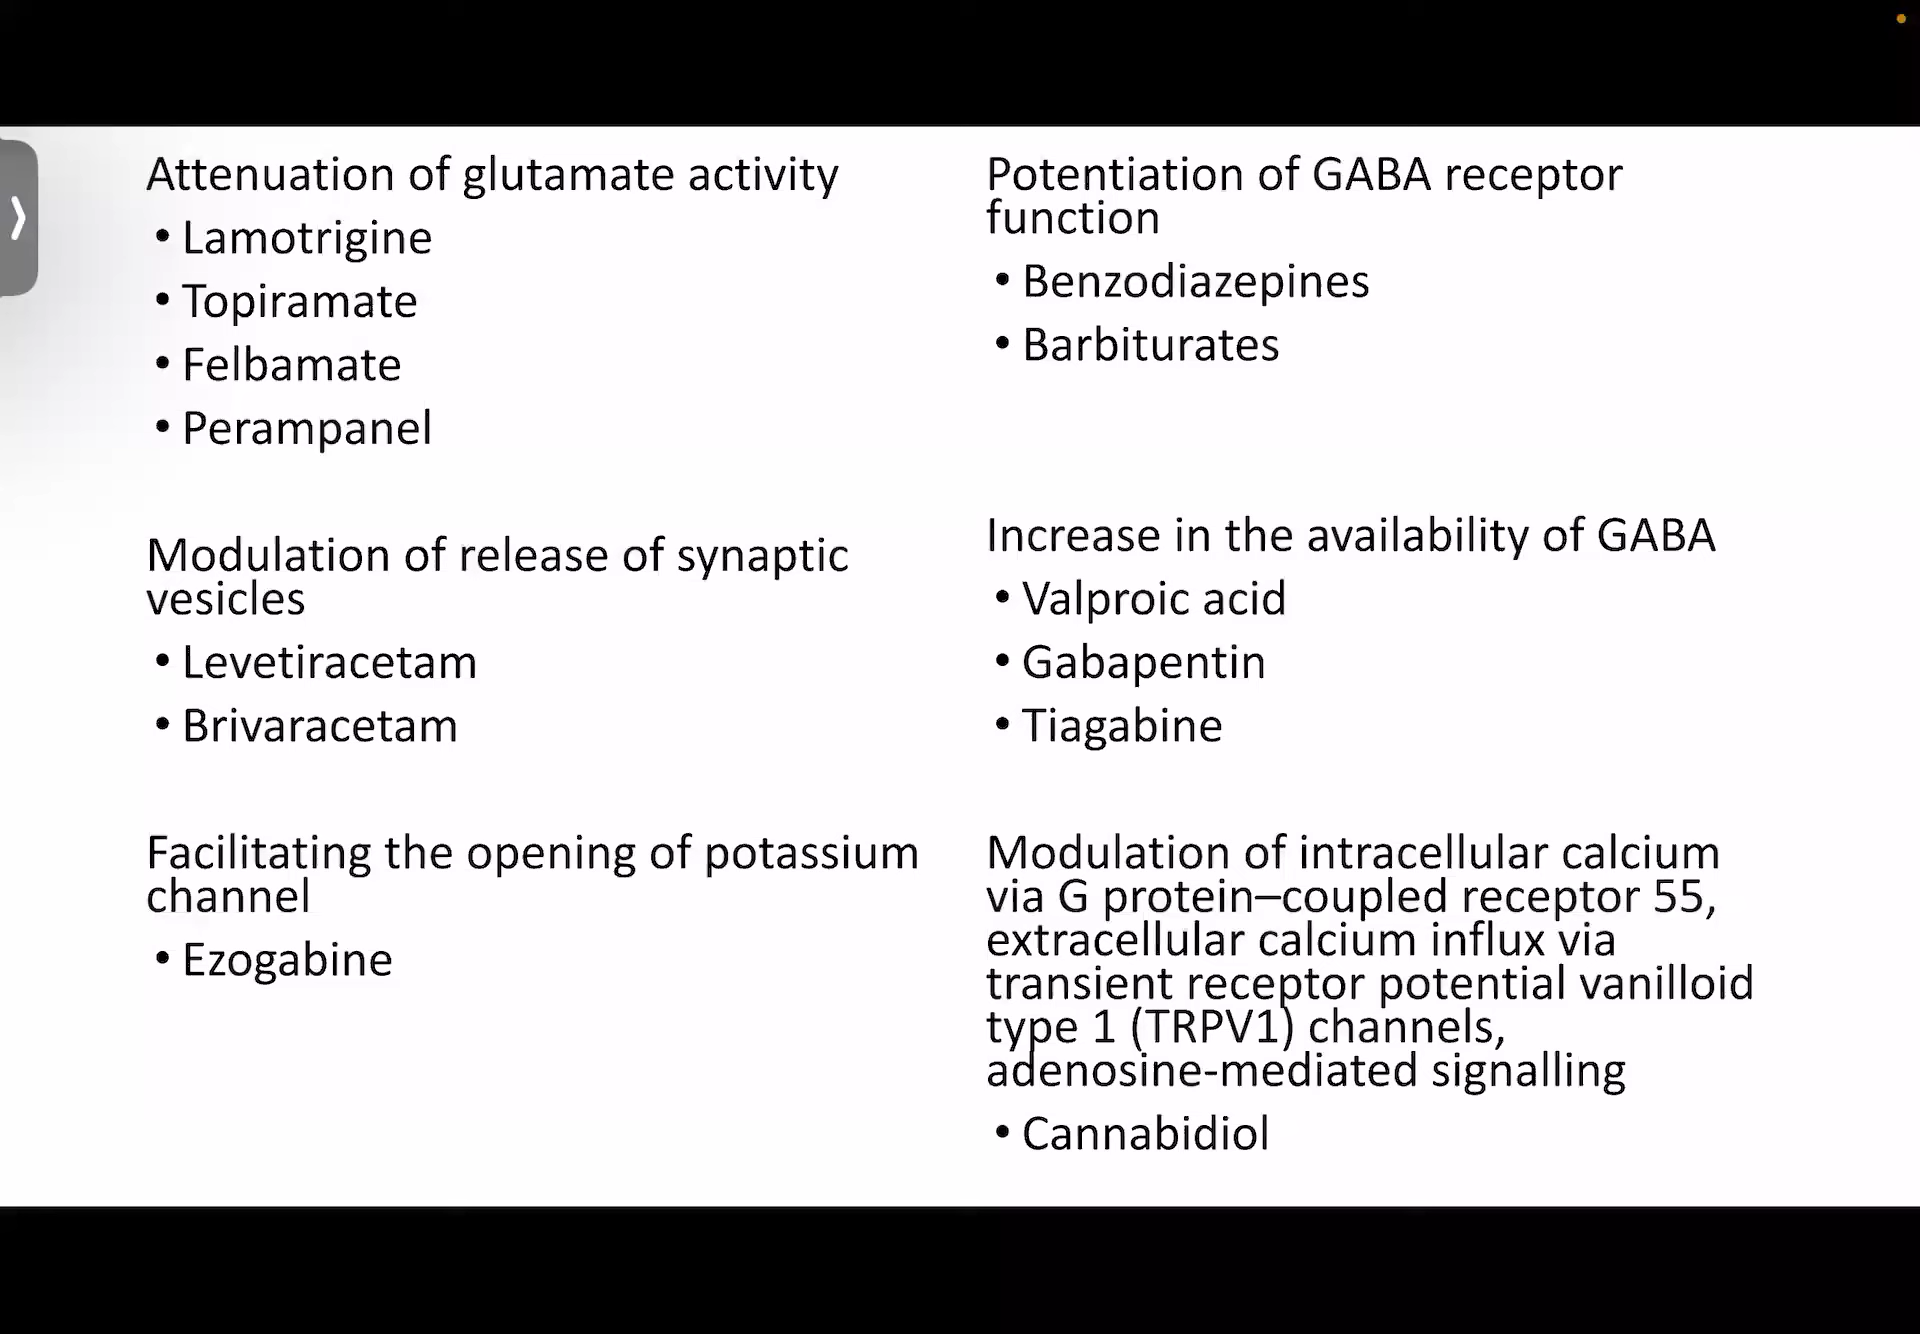 Attenuation of glutamate activity
• Lamotrigine
• Topiramate
• Felbamate
• Perampanel
Modulation of release of synaptic
vesicles
• Levetiracetam
• Brivaracetam
Facilitating the opening of potassium
channel
• Ezogabine
Potentiation of GABA receptor
function
• Benzodiazepines
• Barbiturates
Increase in the availability of GABA
• Valproic acid
• Gabapentin
• Tiagabine
Modulation of intracellular calcium
via G protein–coupled receptor 55,
extracellular calcium influx via
transient receptor potential vanilloid
type 1 (TRPV1) channels,
adenosine-mediated signalling
• Cannabidiol